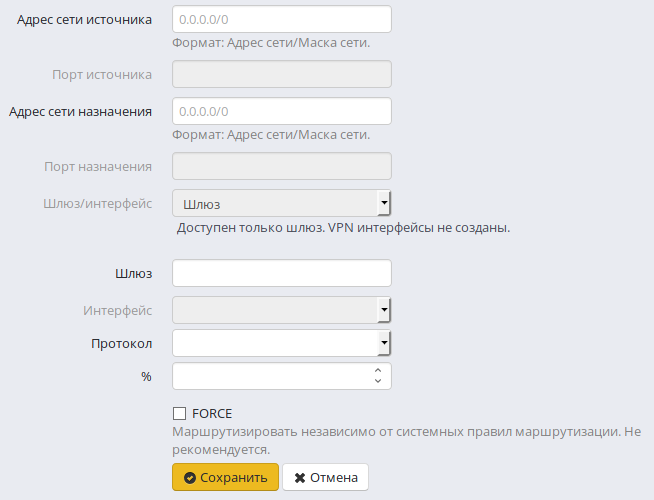 Адрес сети источника
0.0.0.0/0
Формат: Адрес сети/Маска сети.
Порт источника
Адрес сети назначения
0.0.0.0/0
Формат: Адрес сети/Маска сети.
Порт назначения
Шлюз/интерфейс
Шлюз
Доступен только шлюз. VPN интерфейсы не созданы.
Шлюз
Интерфейс
Протокол
%
FORCE
Маршрутизировать независимо от системных правил маршрутизации. Не
рекомендуется.
Сохранить
Отмена